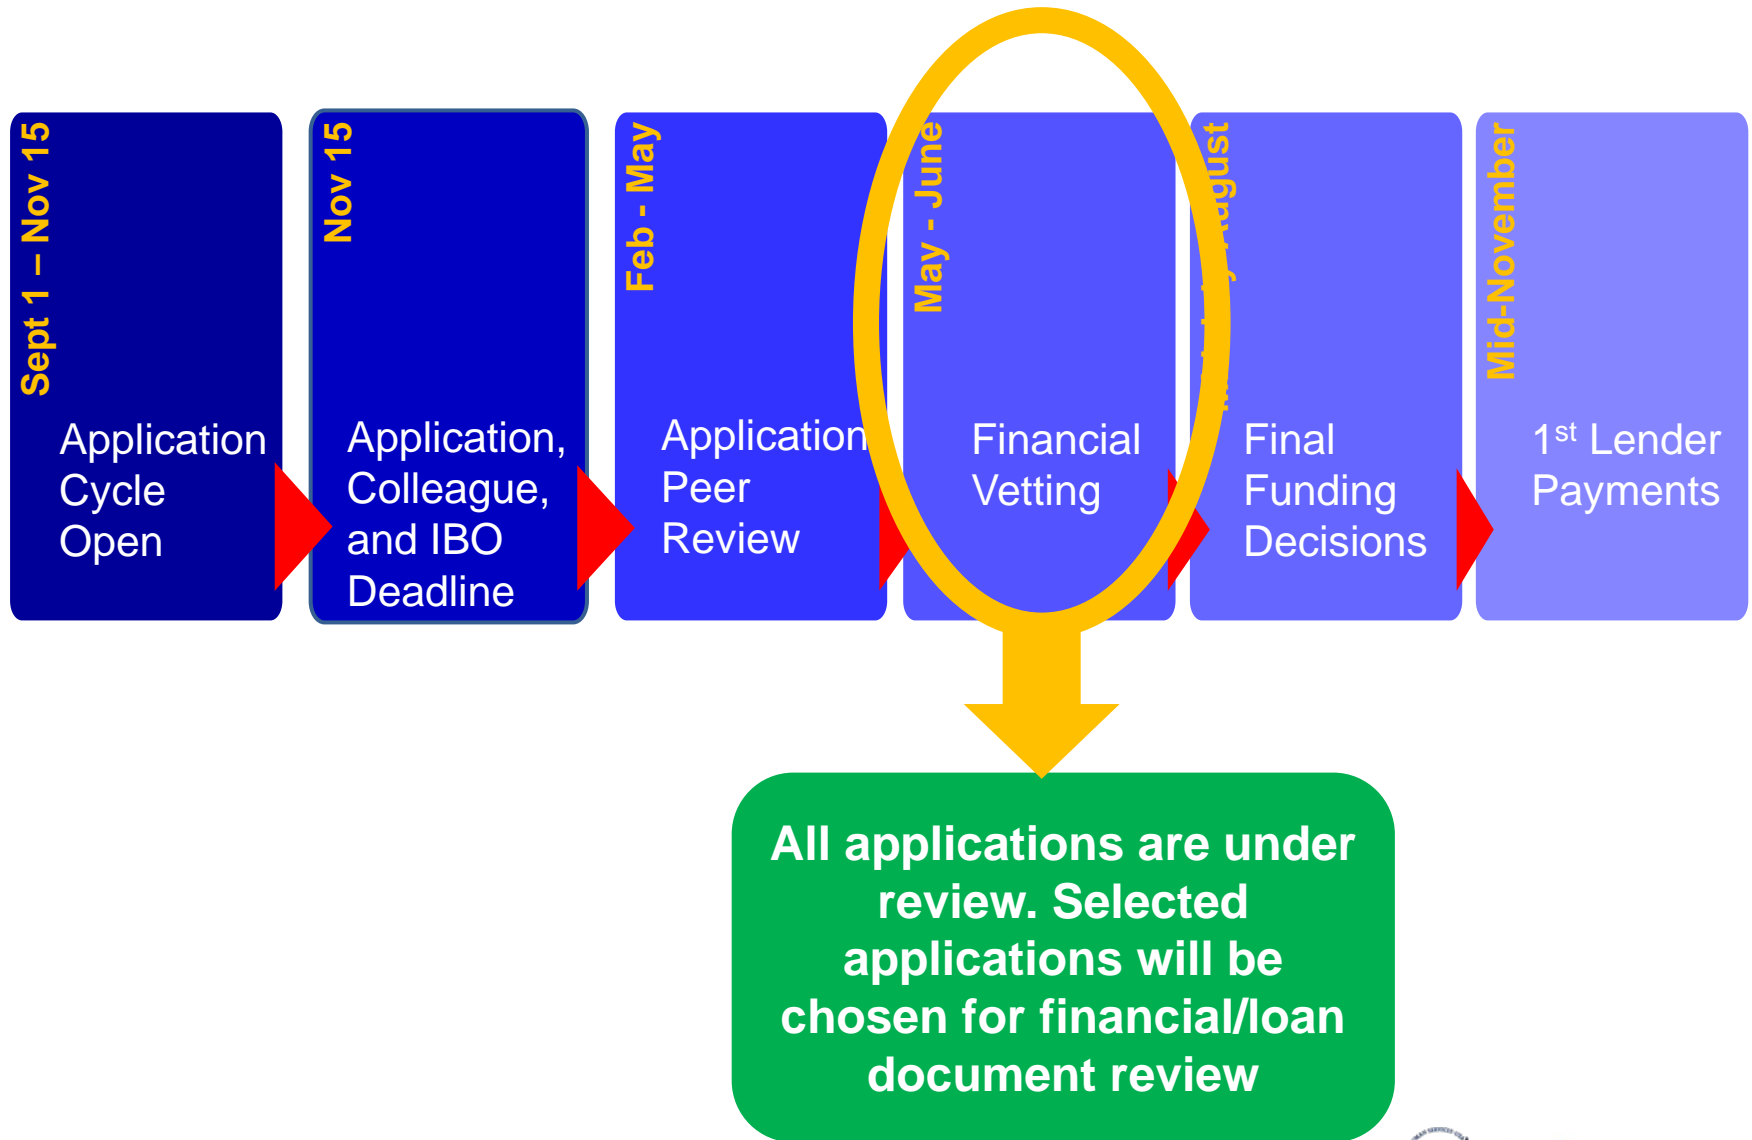 Sept 1 – Nov 15
Application
Cycle
Open
Nov 15
Application,
Colleague,
and IBO
Deadline
Feb - May
Application
Peer
Review
May - June
Financial
Vetting
August
Final
Funding
Decisions
Mid-November
1st Lender
Payments
All applications are under
review. Selected
applications will be
chosen for financial/loan
document review